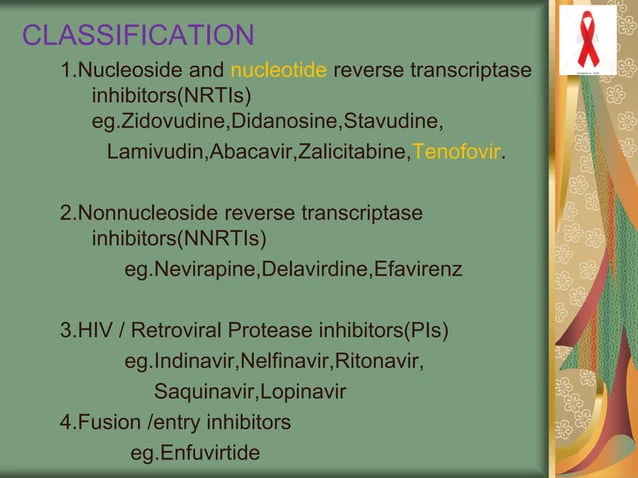 CLASSIFICATION
1.Nucleoside and nucleotide reverse transcriptase
inhibitors(NRTIs)
eg.Zidovudine,Didanosine,Stavudine,
Lamivudin,Abacavir,Zalicitabine,Tenofovir.
2.Nonnucleoside reverse transcriptase
inhibitors(NNRTIs)
eg.Nevirapine,Delavirdine,Efavirenz
3.HIV / Retroviral Protease inhibitors(PIs)
eg.Indinavir,Nelfinavir,Ritonavir,
Saquinavir,Lopinavir
4.Fusion /entry inhibitors
eg.Enfuvirtide